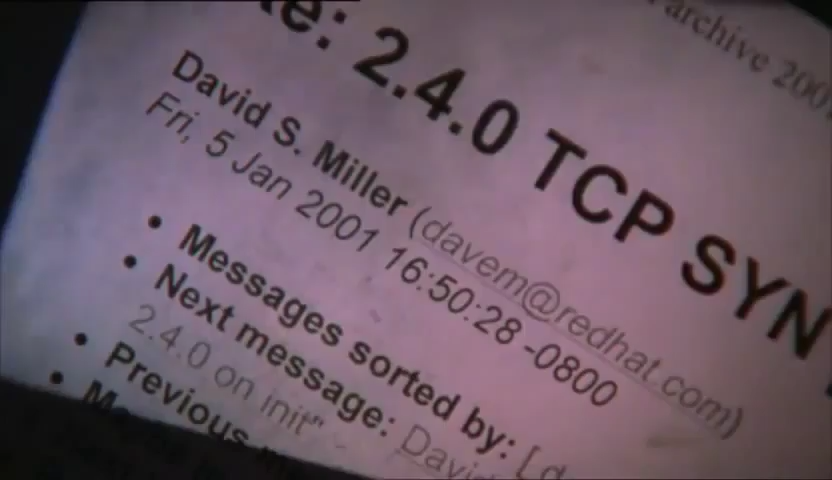 archive 200
e: 2.4.0 TCP SYN
David S. Miller (davem@redhat.com)
Fri, 5 Jan 2001 16:50:28 -0800
• Messages sorted by: [ d
• Next message: David
2.4.0 on init"
• Previous
•